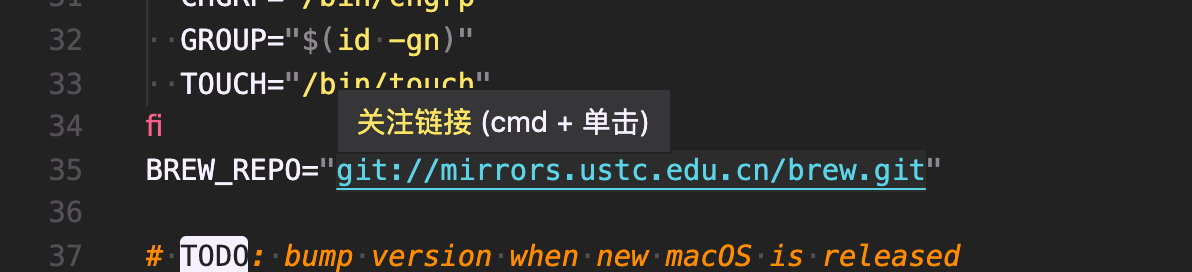 31 CHGRP="/bin/chgrp"
32 GROUP="$(id -gn)"
33 TOUCH="/bin/touch"
关注链接 (cmd + 单击)
34 fi
35 BREW_REPO="git://mirrors.ustc.edu.cn/brew.git"
36
37 # TODO: bump version when new macOS is released